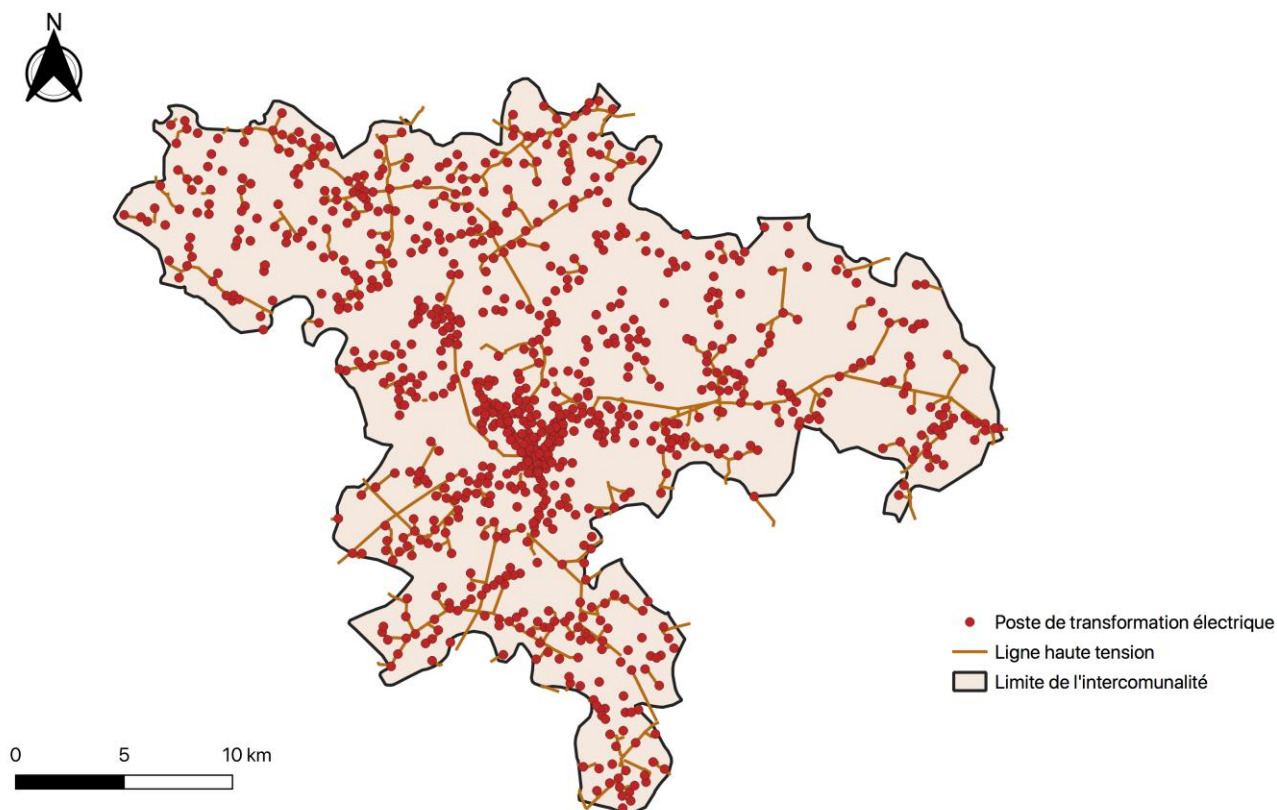 N
Poste de transformation électrique
Ligne haute tension
Limite de l'intercomunalité
0 5 10 km